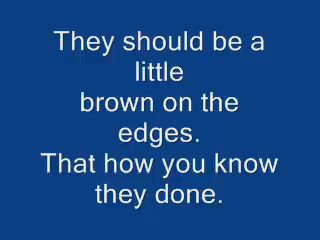 They should be a
little
brown on the
edges.
That how you know
they done.